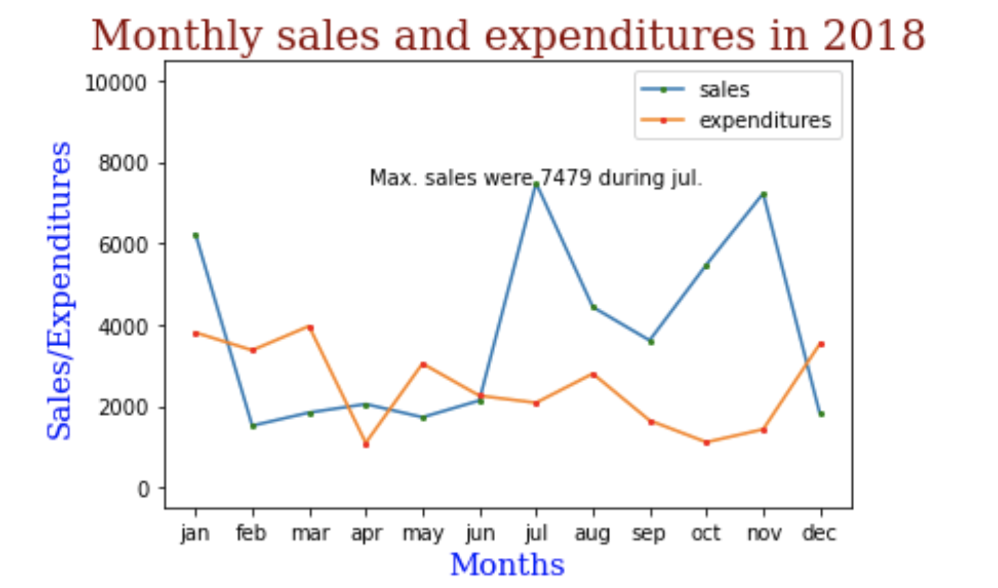 Monthly sales and expenditures in 2018
10000
sales
expenditures
8000
Max. sales were 7479 during jul.
6000
4000
2000
0
Sales/Expenditures
jan feb mar apr may jun jul aug sep oct nov dec
Months